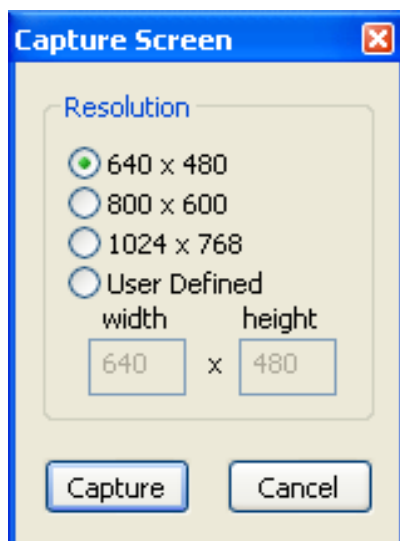 Capture Screen
Resolution
640 x 480
800 x 600
1024 x 768
User Defined
width height
640 x 480
Capture Cancel